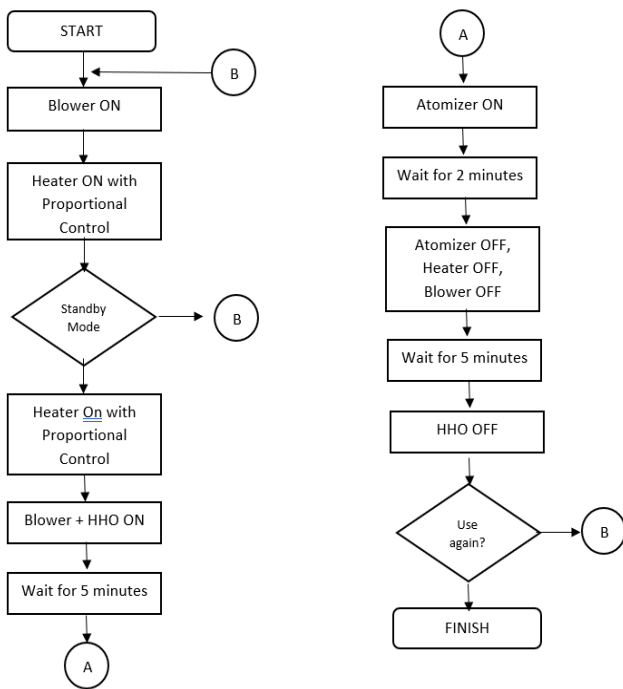 START
B
Blower ON
Heater ON with
Proportional
Control
Standby
Mode
B
Heater On with
Proportional
Control
Blower + HHO ON
Wait for 5 minutes
A
A
Atomizer ON
Wait for 2 minutes
Atomizer OFF,
Heater OFF,
Blower OFF
Wait for 5 minutes
HHO OFF
Use
again?
B
FINISH